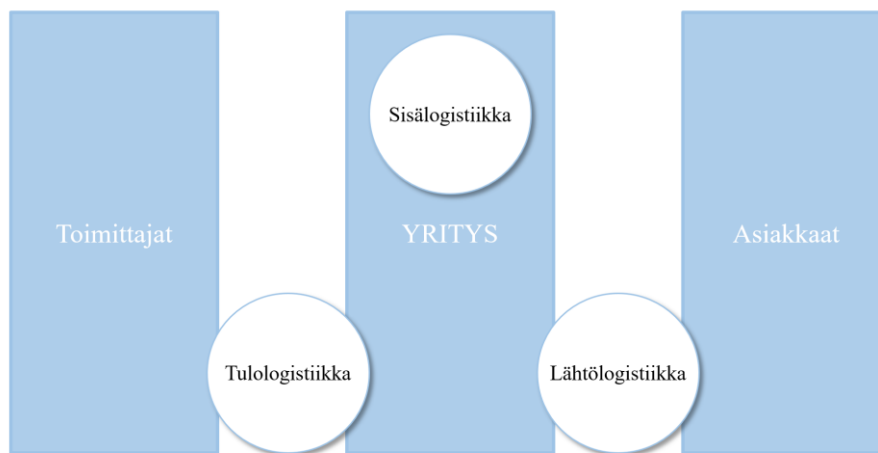 Sisälogistiikka
Toimittajat
YRITYS
Asiakkaat
Tulologistiikka
Lähtölogistiikka